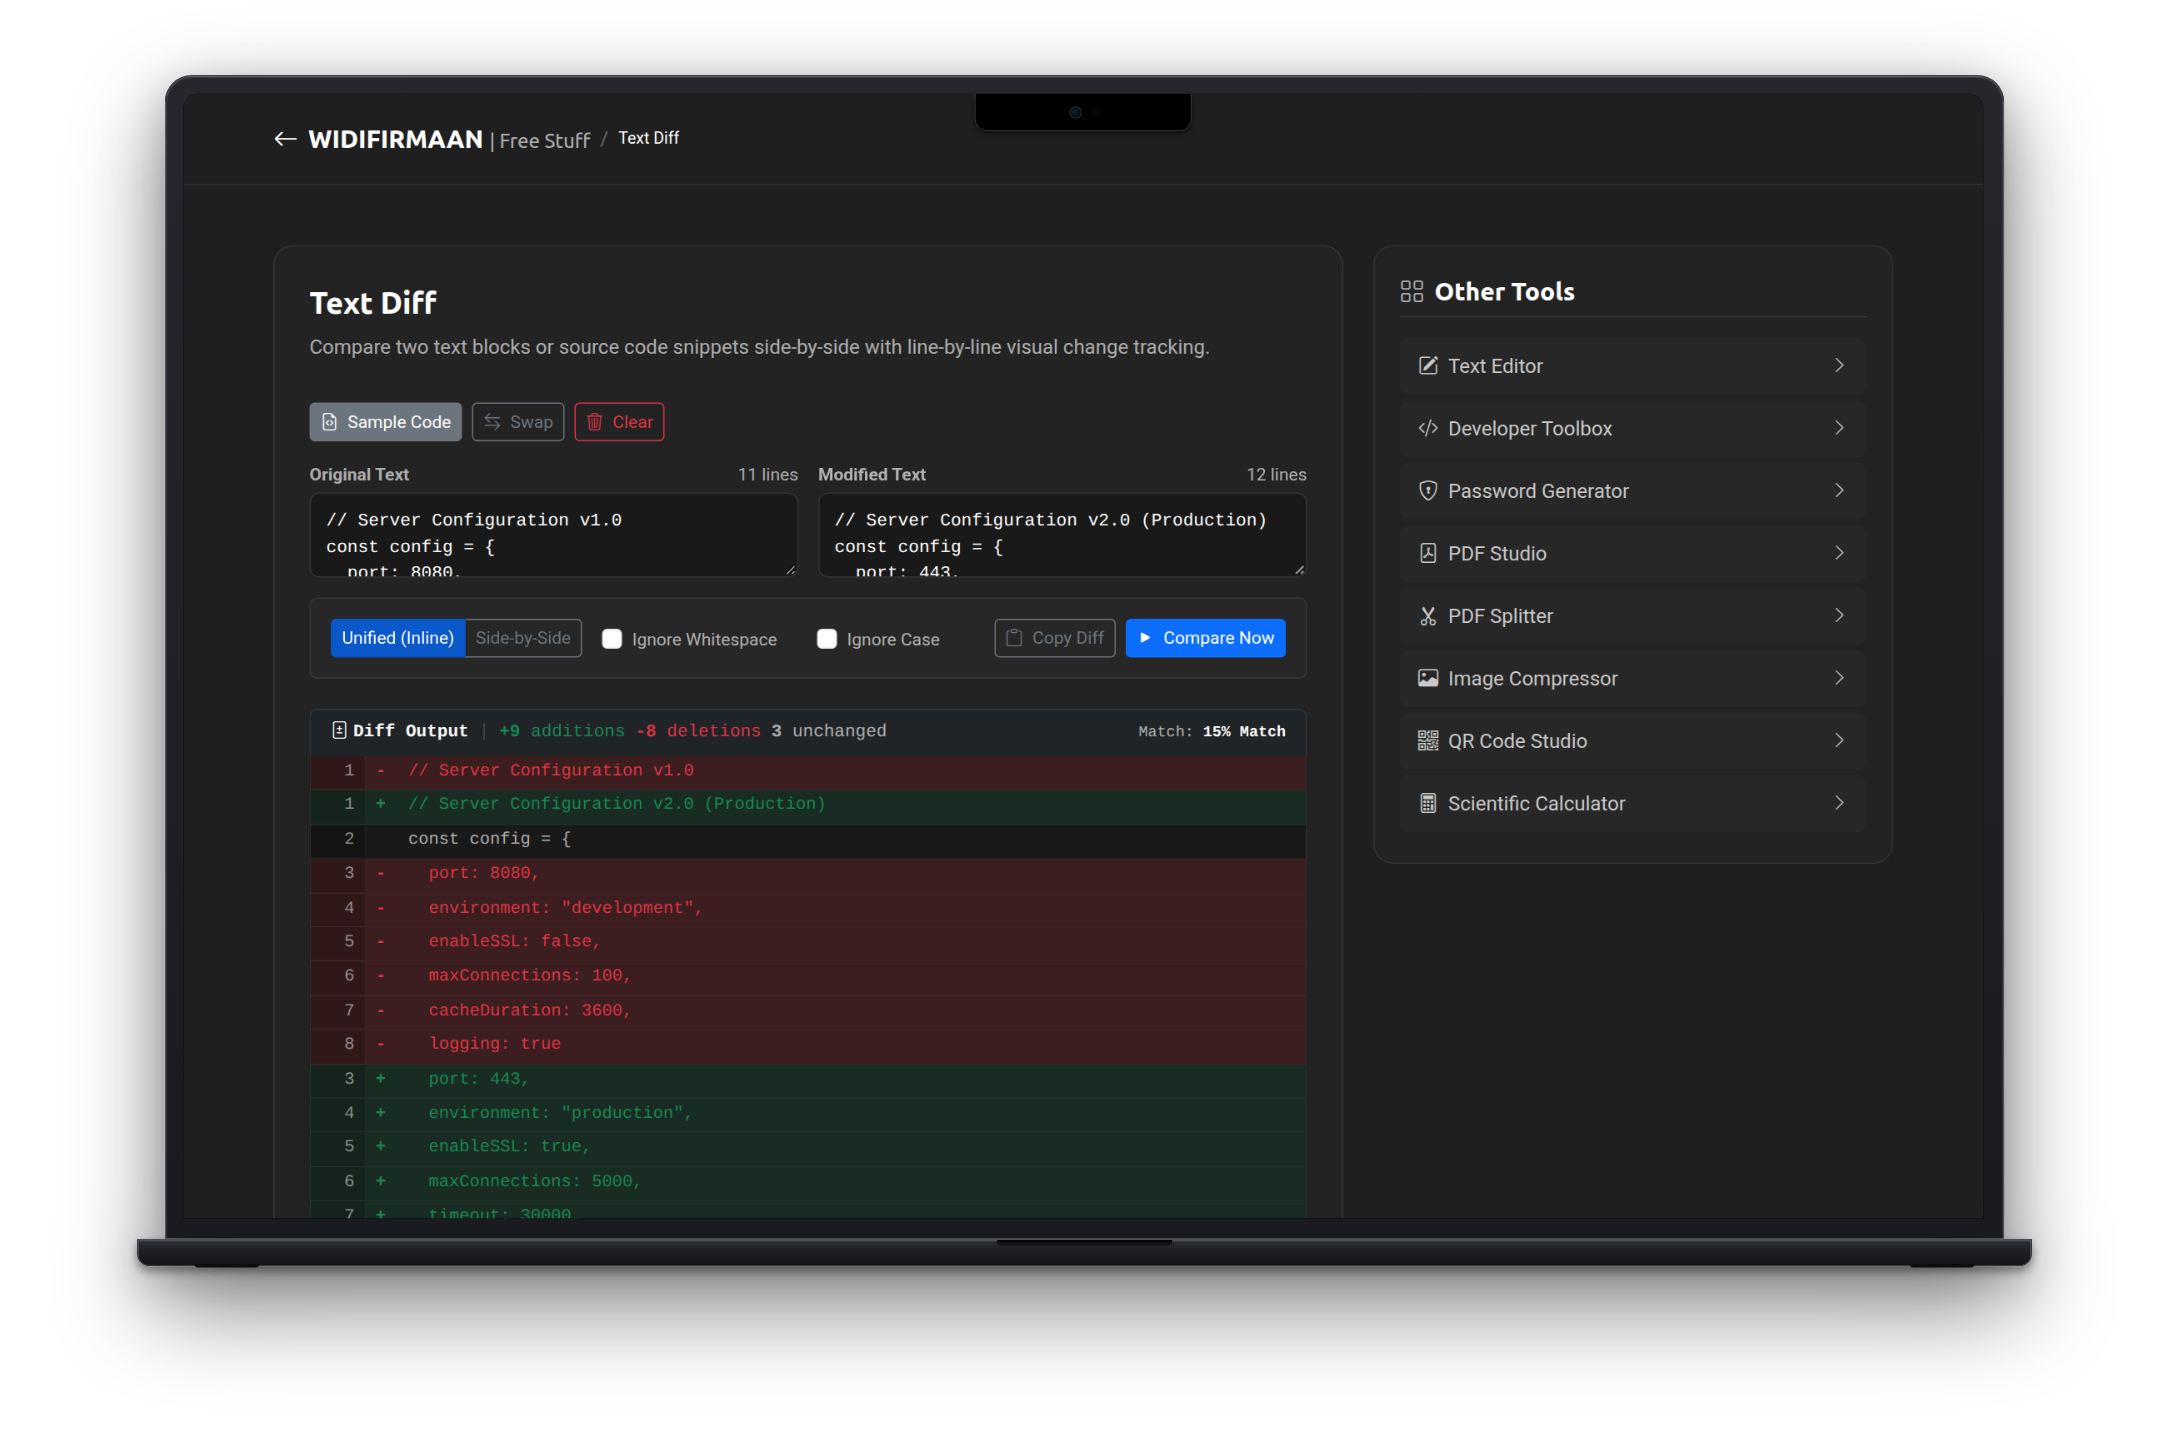 WIDIFIRMAAN | Free Stuff / Text Diff
Text Diff
Compare two text blocks or source code snippets side-by-side with line-by-line visual change tracking.
Sample Code Swap Clear
Original Text 11 lines Modified Text 12 lines
// Server Configuration v1.0
const config = {
port: 8080,
// Server Configuration v2.0 (Production)
const config = {
port: 443,
Unified (Inline) Side-by-Side Ignore Whitespace Ignore Case Copy Diff Compare Now
Diff Output | +9 additions -8 deletions 3 unchanged Match: 15% Match
1 - // Server Configuration v1.0
1 + // Server Configuration v2.0 (Production)
2 const config = {
3 - port: 8080,
4 - environment: "development",
5 - enableSSL: false,
6 - maxConnections: 100,
7 - cacheDuration: 3600,
8 - logging: true
3 + port: 443,
4 + environment: "production",
5 + enableSSL: true,
6 + maxConnections: 5000,
7 + timeout: 30000,
Other Tools
Text Editor
Developer Toolbox
Password Generator
PDF Studio
PDF Splitter
Image Compressor
QR Code Studio
Scientific Calculator